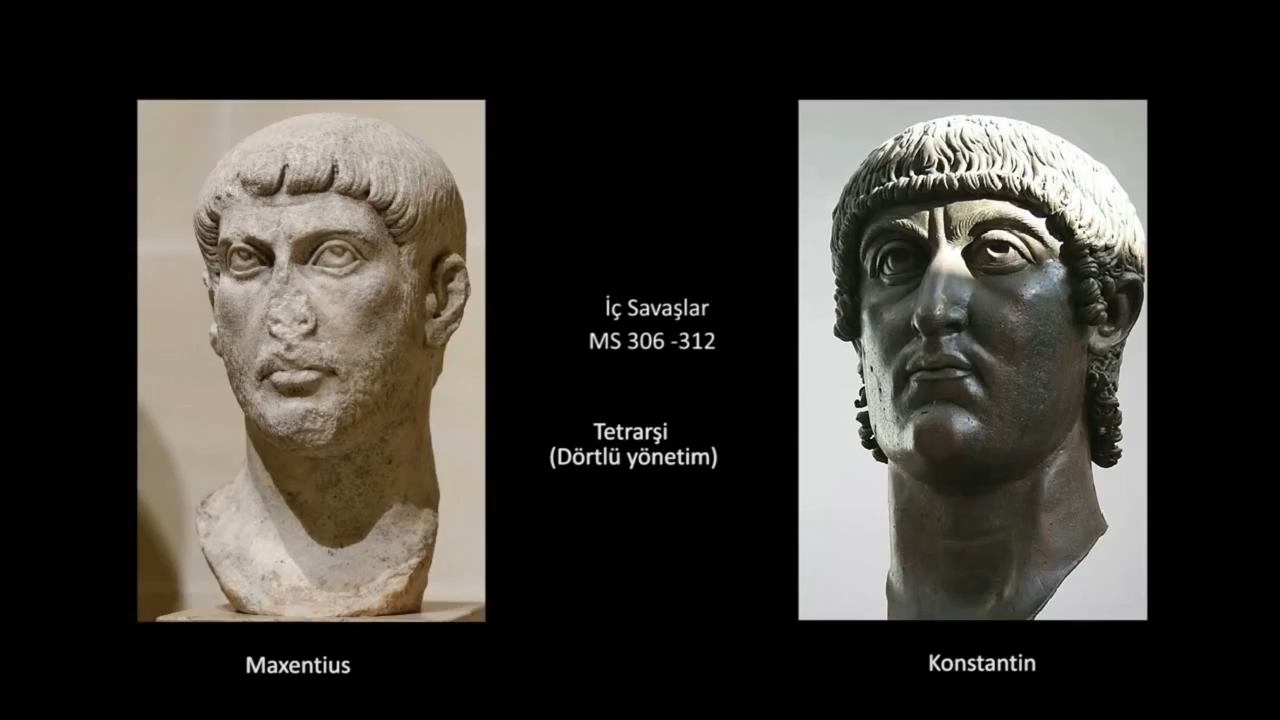 İç Savaşlar
MS 306 -312
Tetrarşi
(Dörtlü yönetim)
Maxentius
Konstantin